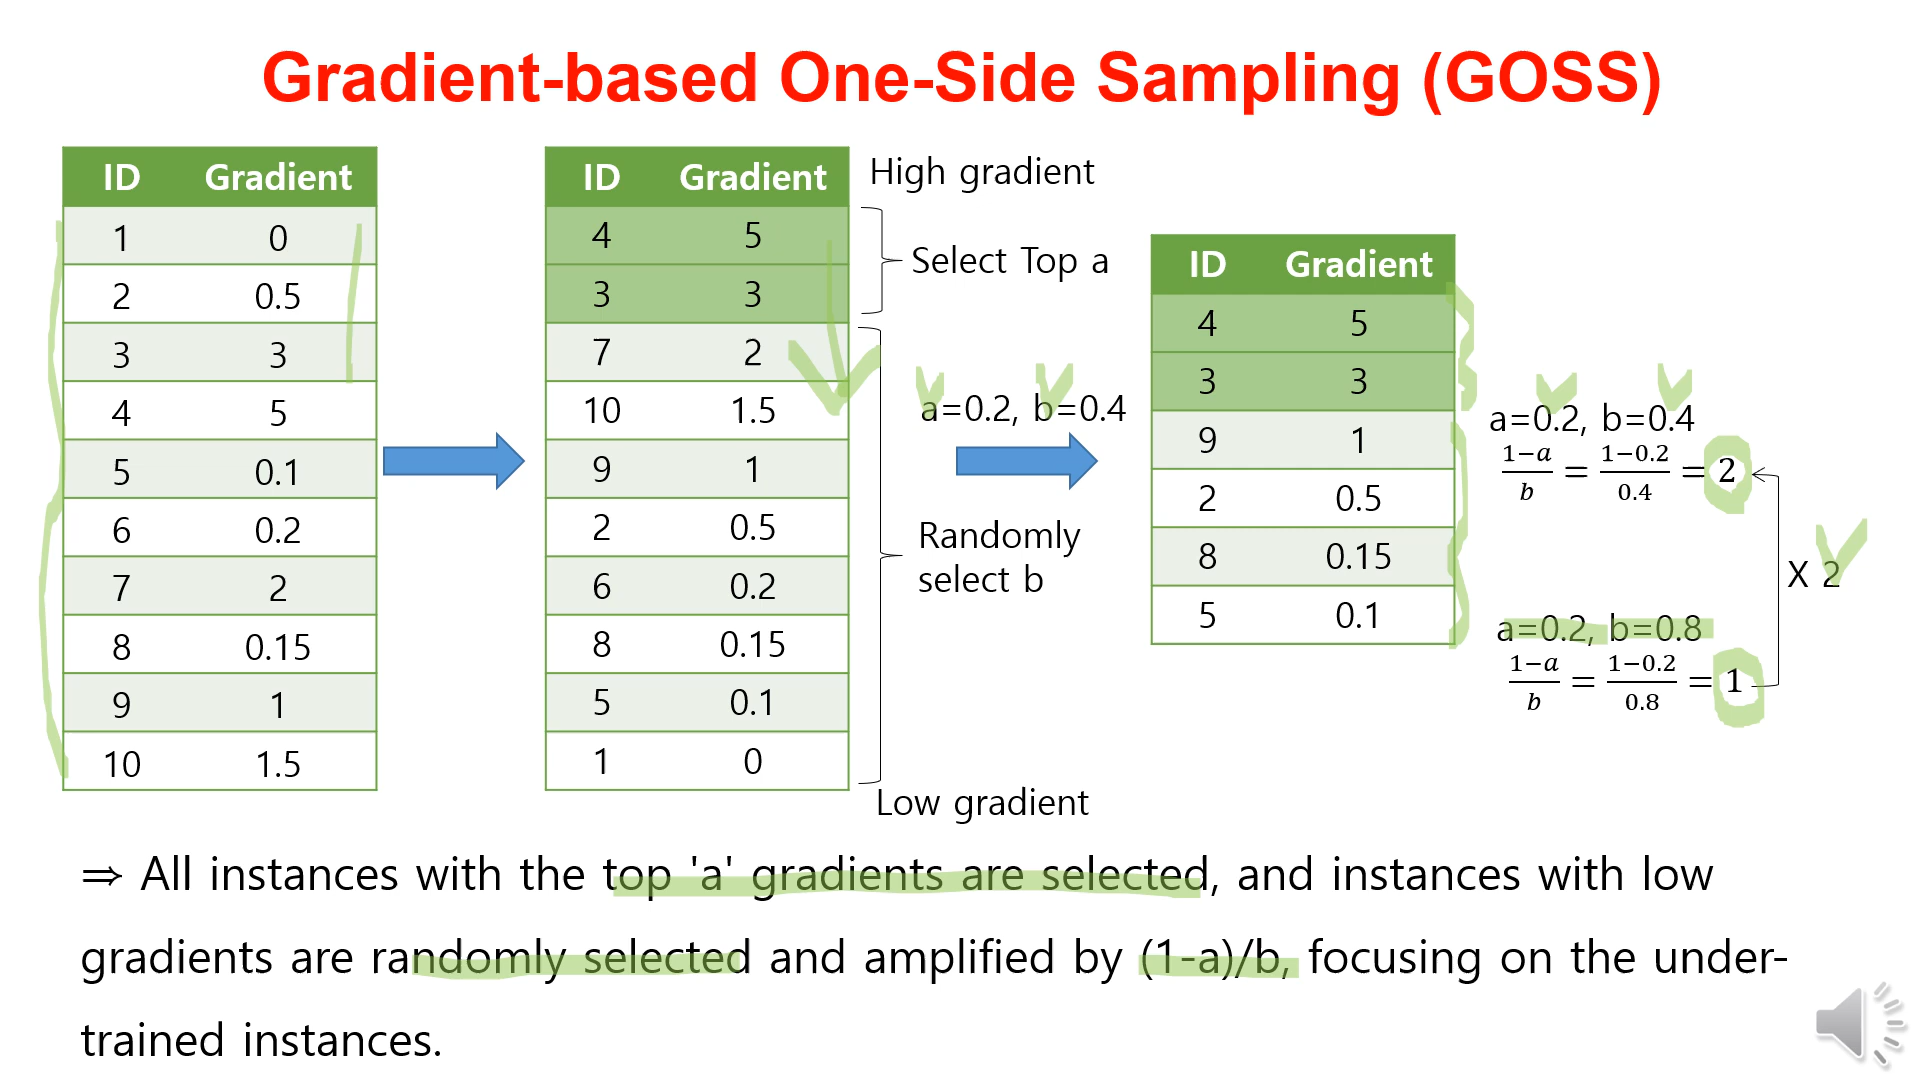 Gradient-based One-Side Sampling (GOSS)
ID Gradient
1 0
2 0.5
3 3
4 5
5 0.1
6 0.2
7 2
8 0.15
9 1
10 1.5
ID Gradient
4 5
3 3
7 2
10 1.5
9 1
2 0.5
6 0.2
8 0.15
5 0.1
1 0
High gradient
Select Top a
Randomly
select b
Low gradient
a=0.2, b=0.4
ID Gradient
4 5
3 3
9 1
2 0.5
8 0.15
5 0.1
a=0.2, b=0.4
1−a/b = 1−0.2/0.4 = 2
X 2
a=0.2, b=0.8
1−a/b = 1−0.2/0.8 = 1
⇒ All instances with the top 'a' gradients are selected, and instances with low
gradients are randomly selected and amplified by (1-a)/b, focusing on the under-
trained instances.